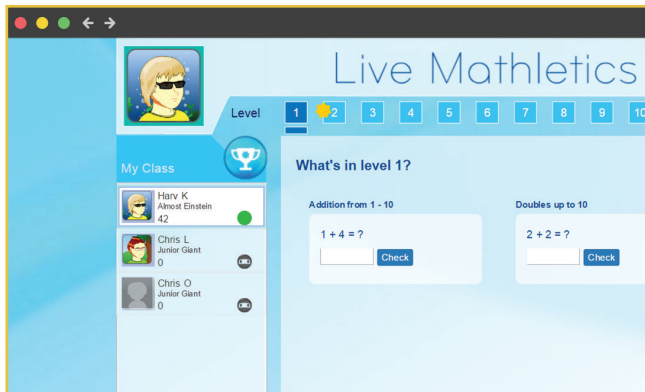 Live Mathletics
Level 1 2 3 4 5 6 7 8 9 10
My Class
Harv K
Almost Einstein
42
Chris L
Junior Giant
0
Chris O
Junior Giant
0
What's in level 1?
Addition from 1 - 10
1 + 4 = ?
Check
Doubles up to 10
2 + 2 = ?
Check